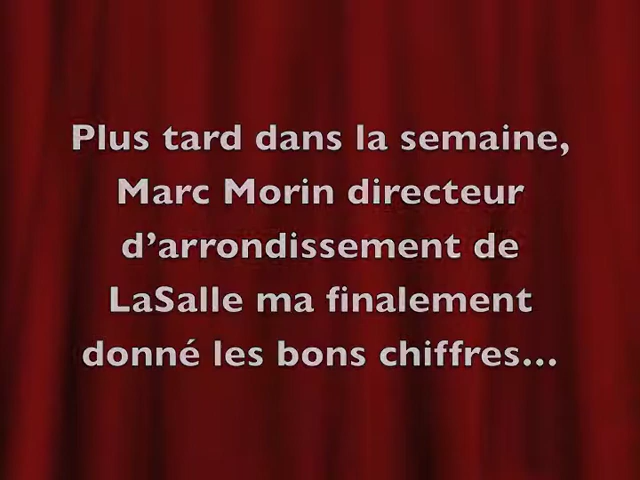 Plus tard dans la semaine,
Marc Morin directeur
d’arrondissement de
LaSalle ma finalement
donné les bons chiffres...